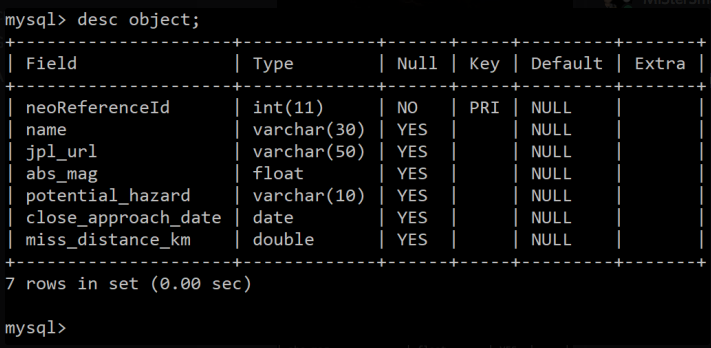 mysql> desc object;
+--------------------+-------------+------+-----+---------+-------+
| Field              | Type        | Null | Key | Default | Extra |
+--------------------+-------------+------+-----+---------+-------+
| neoReferenceId     | int(11)     | NO   | PRI | NULL    |       |
| name               | varchar(30) | YES  |     | NULL    |       |
| jpl_url            | varchar(50) | YES  |     | NULL    |       |
| abs_mag            | float       | YES  |     | NULL    |       |
| potential_hazard   | varchar(10) | YES  |     | NULL    |       |
| close_approach_date | date        | YES  |     | NULL    |       |
| miss_distance_km   | double      | YES  |     | NULL    |       |
+--------------------+-------------+------+-----+---------+-------+
7 rows in set (0.00 sec)
mysql>